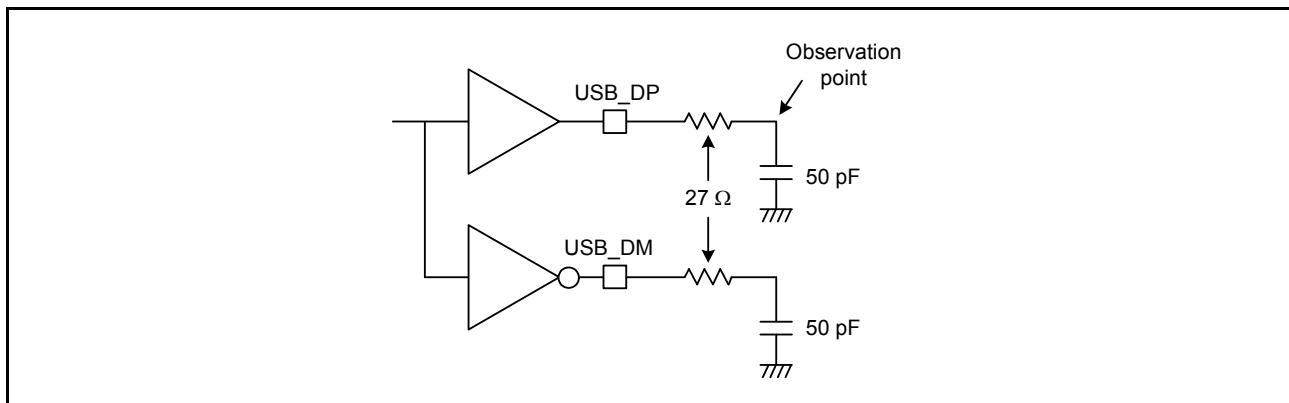 Observation
point
USB_DP
50 pF
27 Ω
USB_DM
50 pF